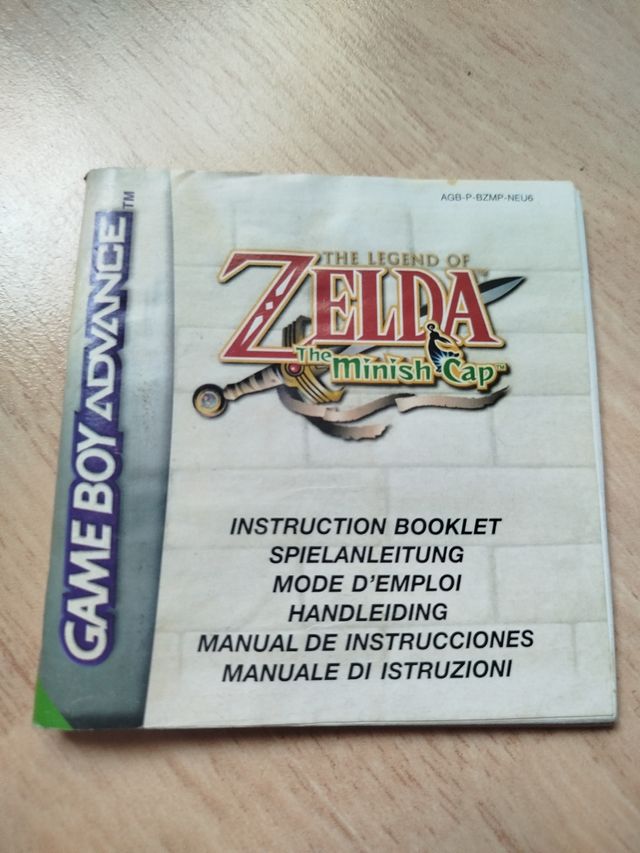 AGB-P-BZMP-NEU6
GAME BOY ADVANCE™
THE LEGEND OF
ZELDA™
The Minish Cap™
INSTRUCTION BOOKLET
SPIELANLEITUNG
MODE D'EMPLOI
HANDLEIDING
MANUAL DE INSTRUCCIONES
MANUALE DI ISTRUZIONI